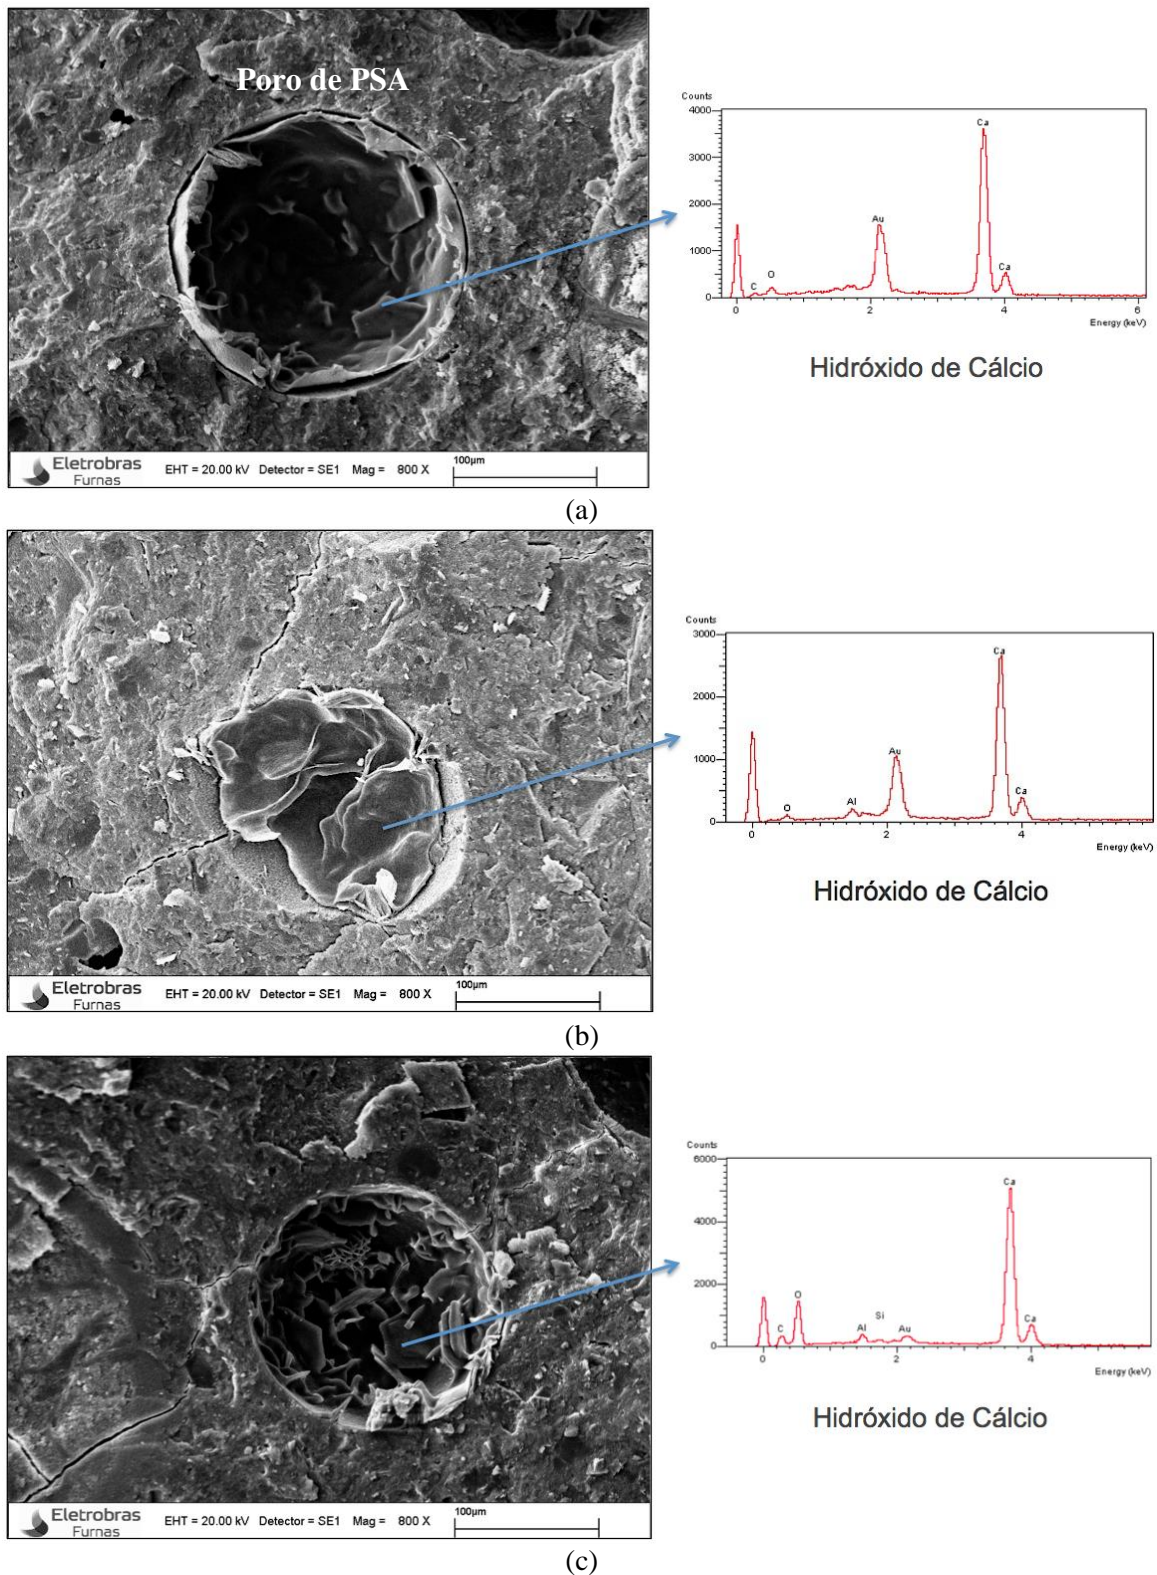 Poro de PSA
Counts
4000
3000
2000
1000
0
Ca
Au
Ca
C
O
0
2
4
6
Energy (keV)
Hidróxido de Cálcio
Eletrobras
Furnas
EHT = 20.00 kV Detector = SE1 Mag = 800 X
100µm
(a)
Counts
3000
2000
1000
0
Ca
Au
Ca
O
Al
0
2
4
Energy (keV)
Hidróxido de Cálcio
Eletrobras
Furnas
EHT = 20.00 kV Detector = SE1 Mag = 800 X
100µm
(b)
Counts
6000
4000
2000
0
Ca
O
C
Al
Si
Au
Ca
0
2
4
Energy (keV)
Hidróxido de Cálcio
Eletrobras
Furnas
EHT = 20.00 kV Detector = SE1 Mag = 800 X
100µm
(c)